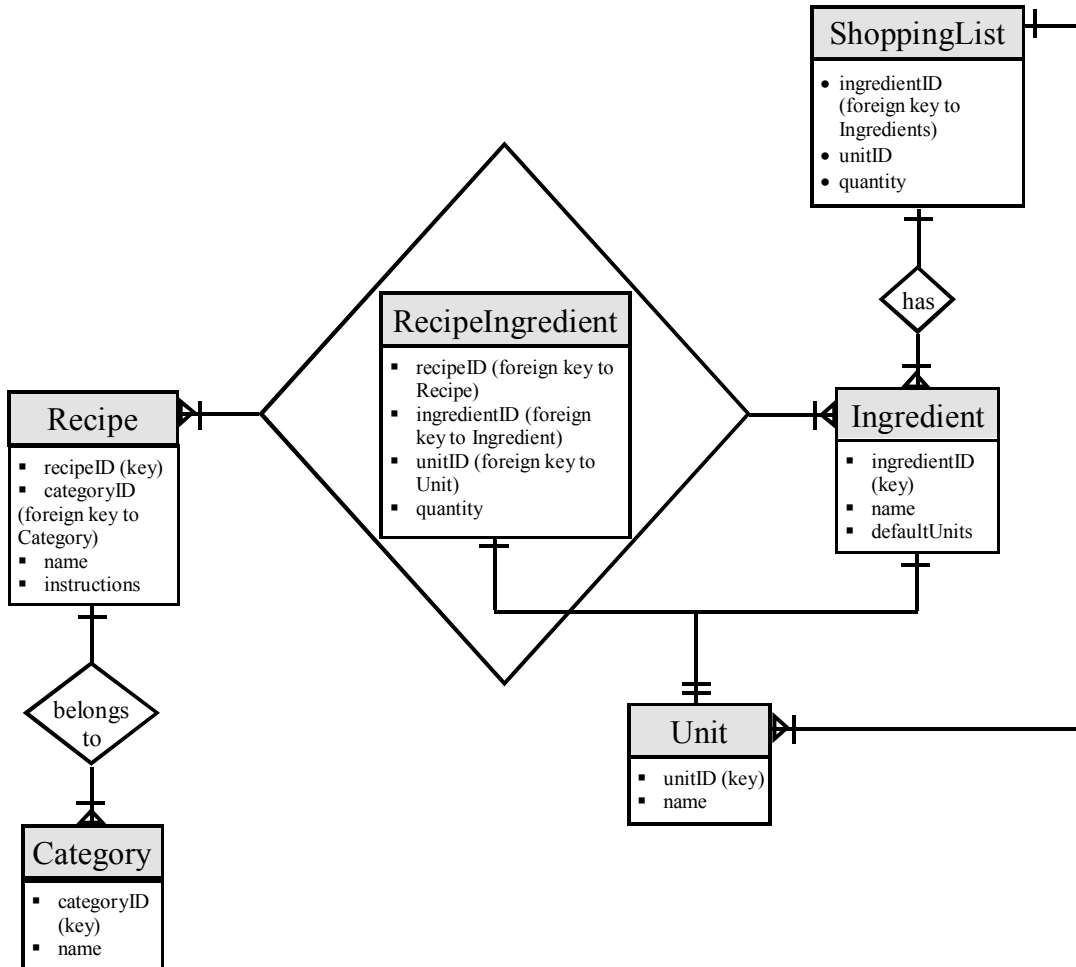 ShoppingList
• ingredientID
(foreign key to
Ingredients)
• unitID
• quantity
has
RecipeIngredient
▪ recipeID (foreign key to
Recipe)
▪ ingredientID (foreign
key to Ingredient)
▪ unitID (foreign key to
Unit)
▪ quantity
Recipe
▪ recipeID (key)
▪ categoryID
(foreign key to
Category)
▪ name
▪ instructions
Ingredient
▪ ingredientID
(key)
▪ name
▪ defaultUnits
belongs
to
Unit
▪ unitID (key)
▪ name
Category
▪ categoryID
(key)
▪ name